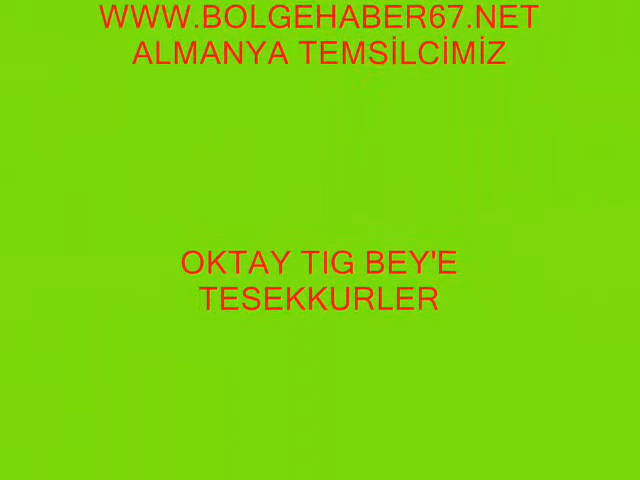 WWW.BOLGEHABER67.NET
ALMANYA TEMSİLCİMİZ
OKTAY TIG BEY'E
TESEKKURLER